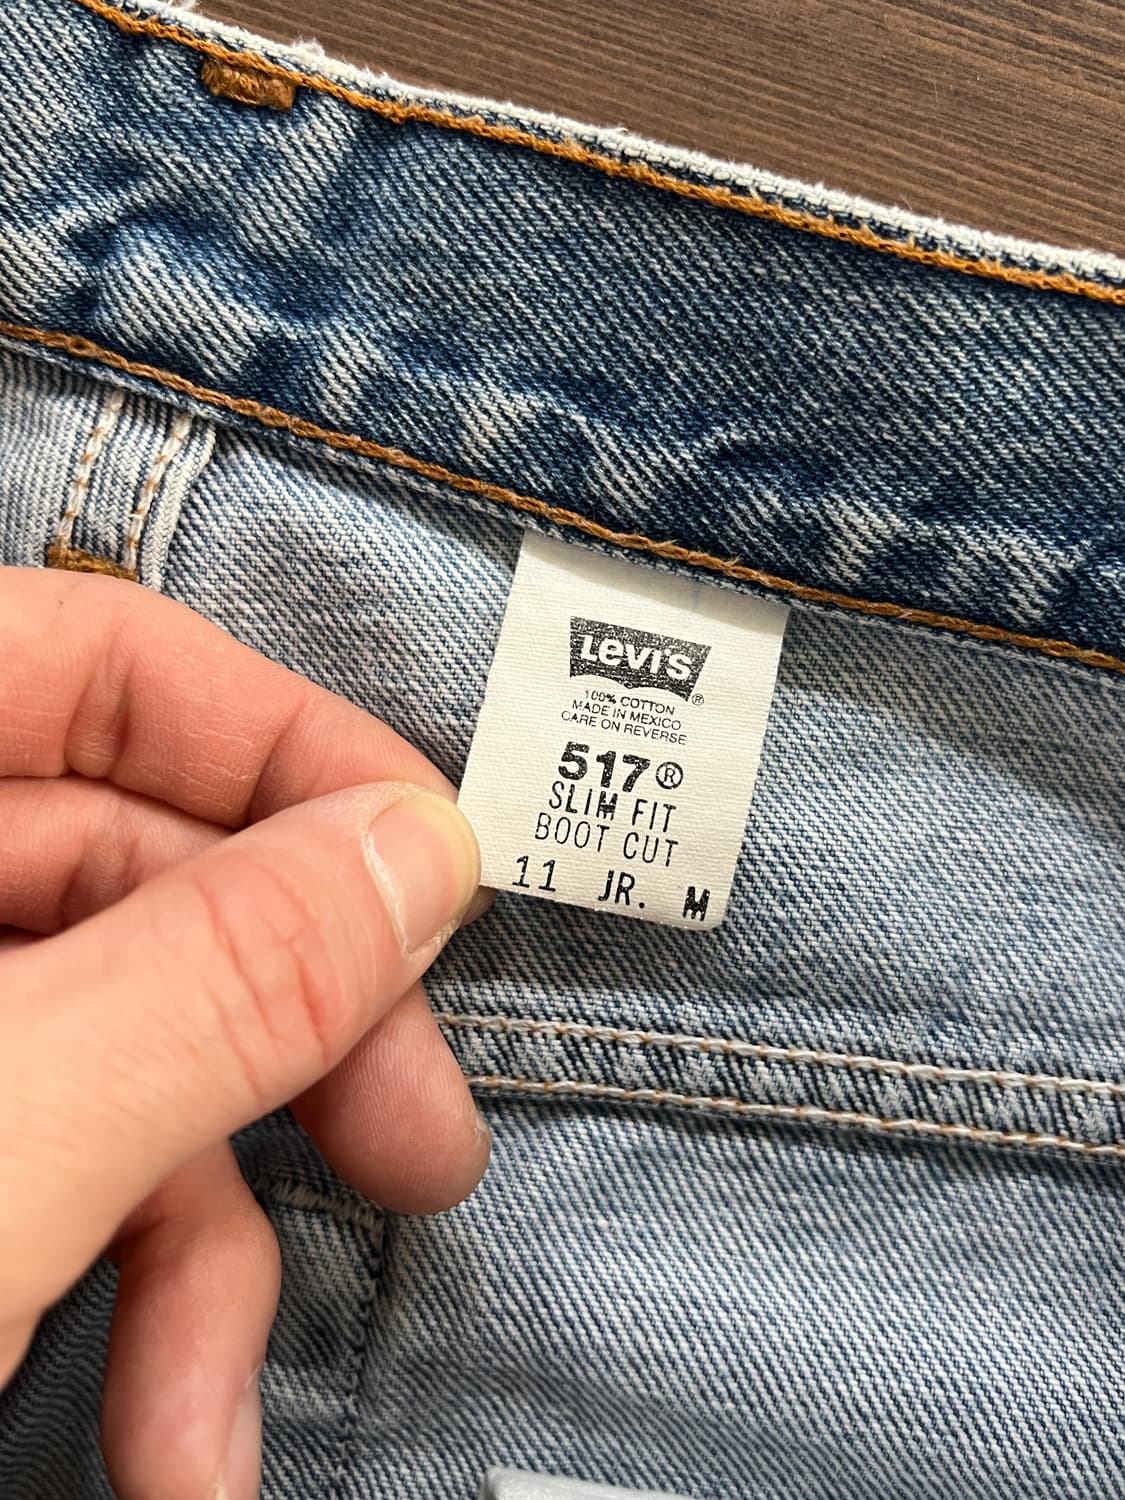 Levi's®
100% COTTON
MADE IN MEXICO
CARE ON REVERSE
517®
SLIM FIT
BOOT CUT
11 JR. M